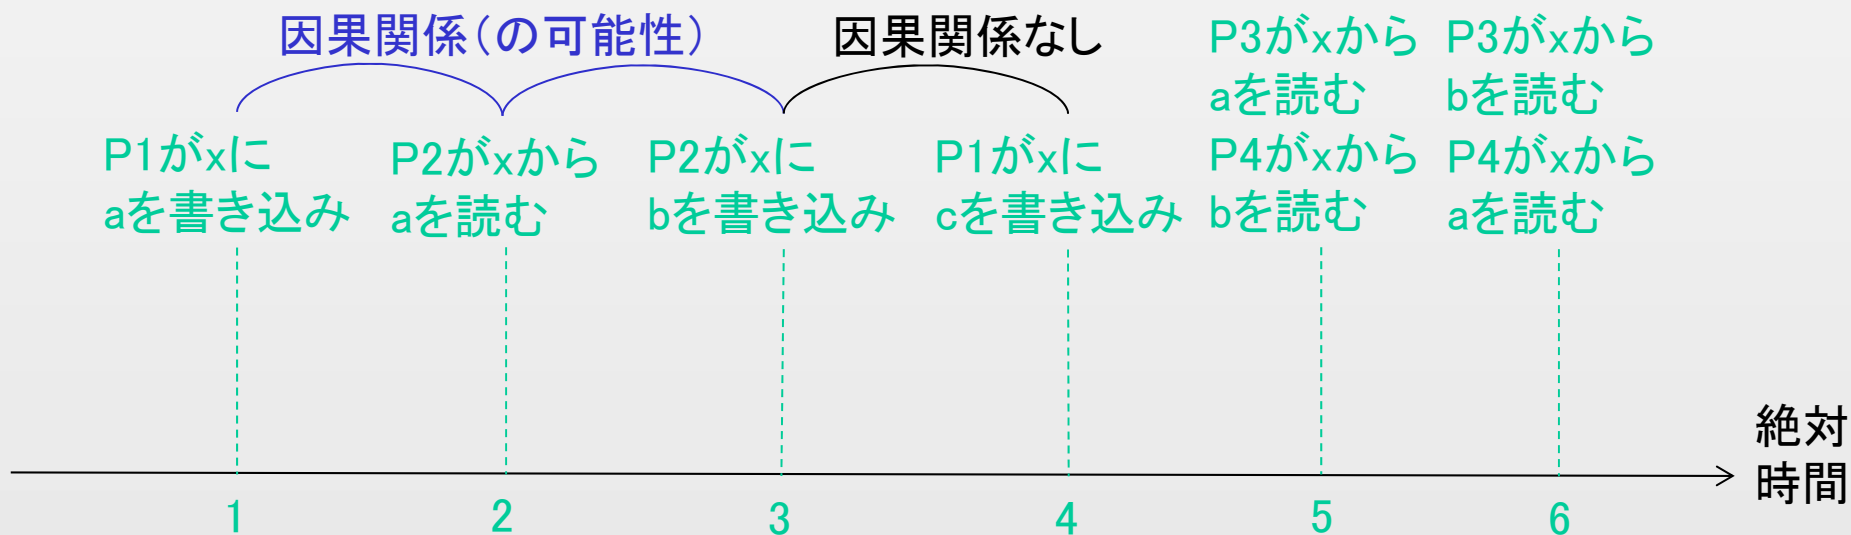 因果関係(の可能性)
因果関係なし
P1がxに
aを書き込み
P2がxから
aを読む
P2がxに
bを書き込み
P1がxに
cを書き込み
P3がxから
aを読む
P4がxから
bを読む
P3がxから
bを読む
P4がxから
aを読む
絶対
時間
1
2
3
4
5
6